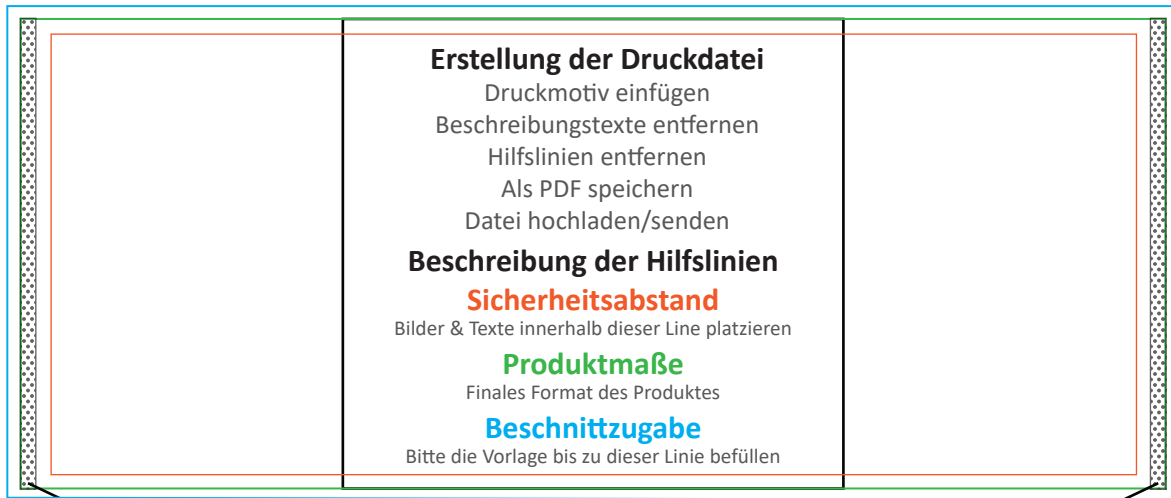 Erstellung der Druckdatei
Druckmotiv einfügen
Beschreibungstexte entfernen
Hilfslinien entfernen
Als PDF speichern
Datei hochladen/senden
Beschreibung der Hilfslinien
Sicherheitsabstand
Bilder & Texte innerhalb dieser Line platzieren
Produktmaße
Finales Format des Produktes
Beschnittzugabe
Bitte die Vorlage bis zu dieser Linie befüllen